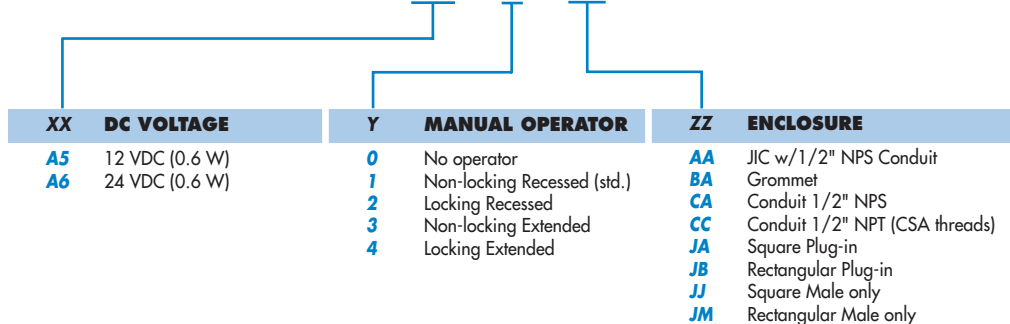 XX DC VOLTAGE
A5 12 VDC (0.6 W)
A6 24 VDC (0.6 W)
Y MANUAL OPERATOR
0 No operator
1 Non-locking Recessed (std.)
2 Locking Recessed
3 Non-locking Extended
4 Locking Extended
ZZ ENCLOSURE
AA JIC w/1/2" NPS Conduit
BA Grommet
CA Conduit 1/2" NPS
CC Conduit 1/2" NPT (CSA threads)
JA Square Plug-in
JB Rectangular Plug-in
JJ Square Male only
JM Rectangular Male only